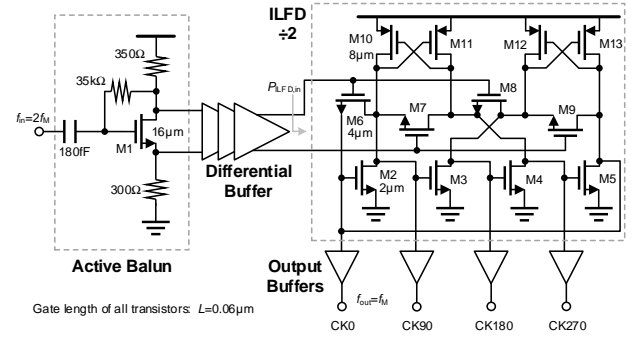 ILFD
÷2
M10
8μm
M11
M12
M13
350Ω
35kΩ
PILFD,in
M8
fin=2fM
M7
M9
M6
4μm
16μm
180fF
M1
Differential
Buffer
M2
2μm
M3
M4
M5
300Ω
Active Balun
Output
Buffers
fout=fM
Gate length of all transistors: L=0.06μm
CK0
CK90
CK180
CK270